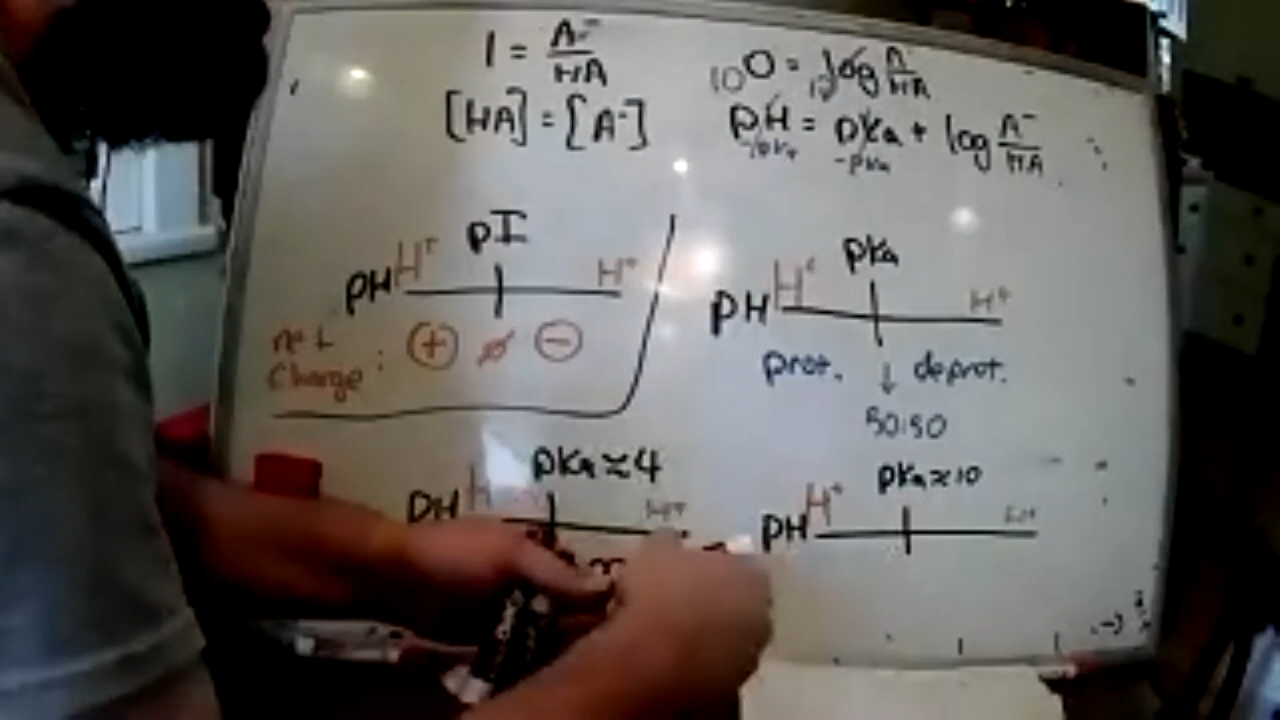 1 = A⁻/HA
[HA] = [A⁻]
₁₀0 = ₁₀log A⁻/HA
pH = pKa + log A⁻/HA
-pKa -pKa
pI
pH H⁺ H⁺
net
Charge: ⊕ ∅ ⊖
pKa
pH H⁺ H⁺
prot. ↓ deprot.
50:50
pKa ≈ 4
pH H⁺
pKa ≈ 10
pH H⁺ H⁺